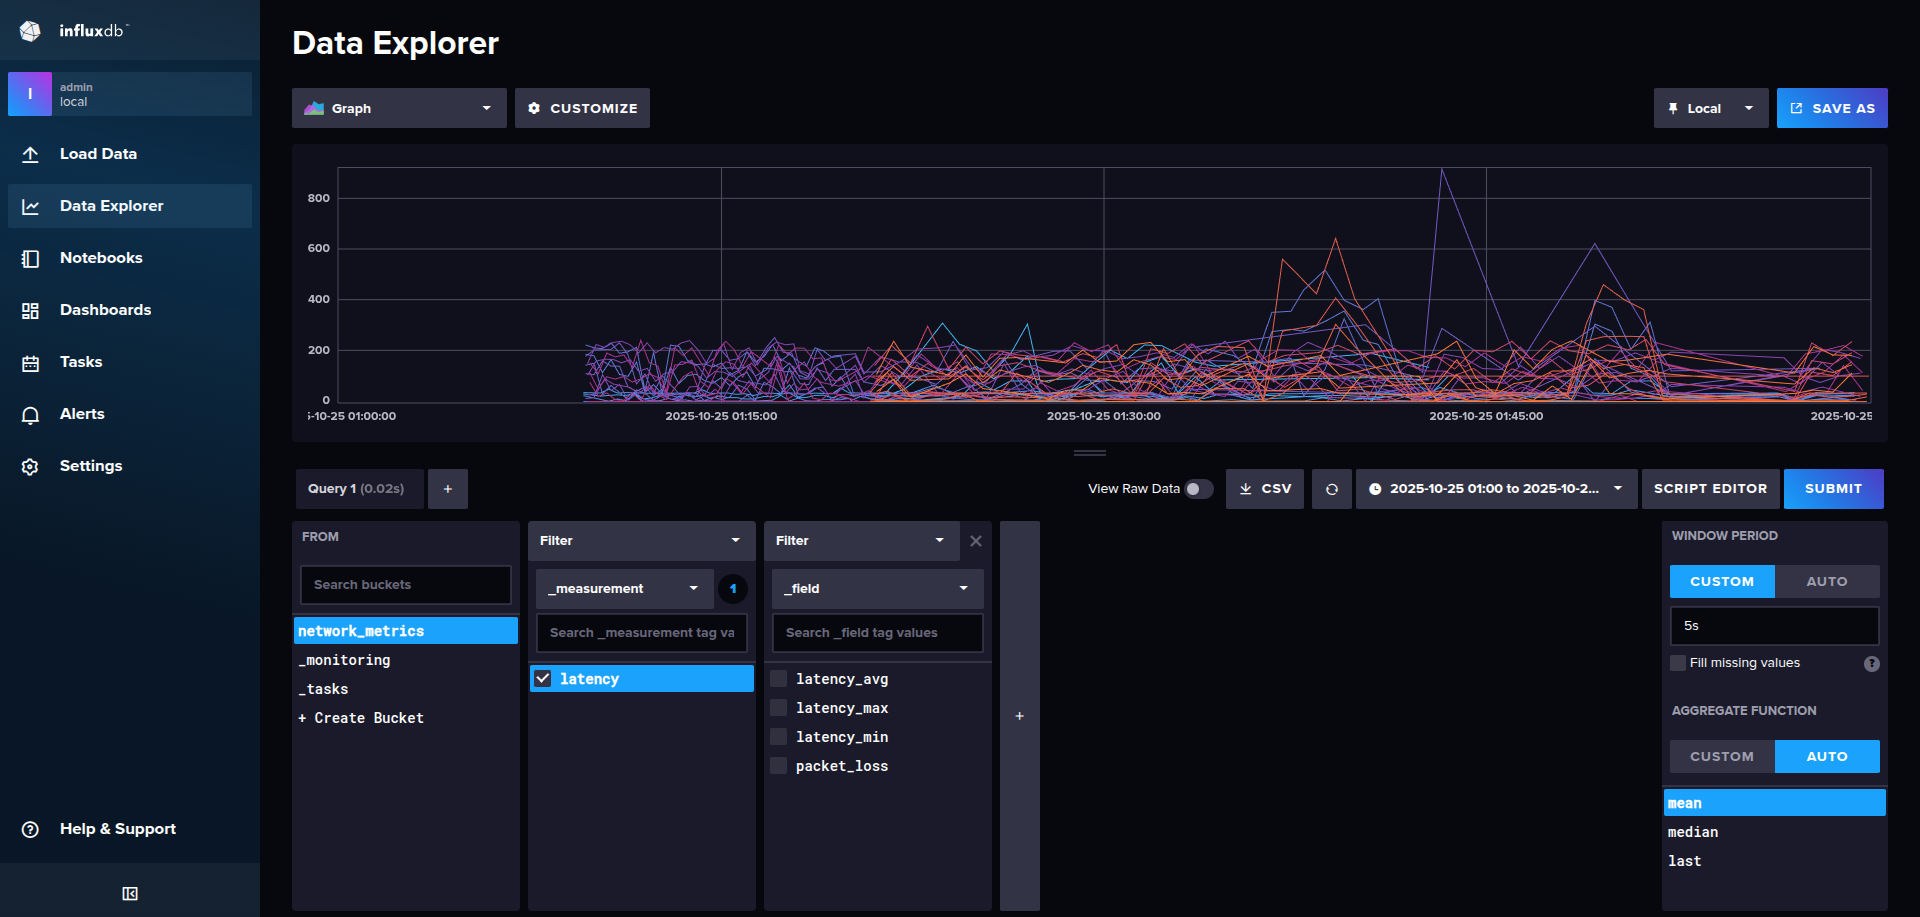 influxdb™
I
admin
local
Load Data
Data Explorer
Notebooks
Dashboards
Tasks
Alerts
Settings
Help & Support
Data Explorer
Graph
CUSTOMIZE
Local
SAVE AS
800
600
400
200
0
-10-25 01:00:00
2025-10-25 01:15:00
2025-10-25 01:30:00
2025-10-25 01:45:00
2025-10-25
Query 1 (0.02s)
+
View Raw Data
CSV
2025-10-25 01:00 to 2025-10-2...
SCRIPT EDITOR
SUBMIT
FROM
Search buckets
network_metrics
_monitoring
_tasks
+ Create Bucket
Filter
_measurement
1
Search _measurement tag va
latency
Filter
_field
Search _field tag values
latency_avg
latency_max
latency_min
packet_loss
+
WINDOW PERIOD
CUSTOM
AUTO
5s
Fill missing values
?
AGGREGATE FUNCTION
CUSTOM
AUTO
mean
median
last